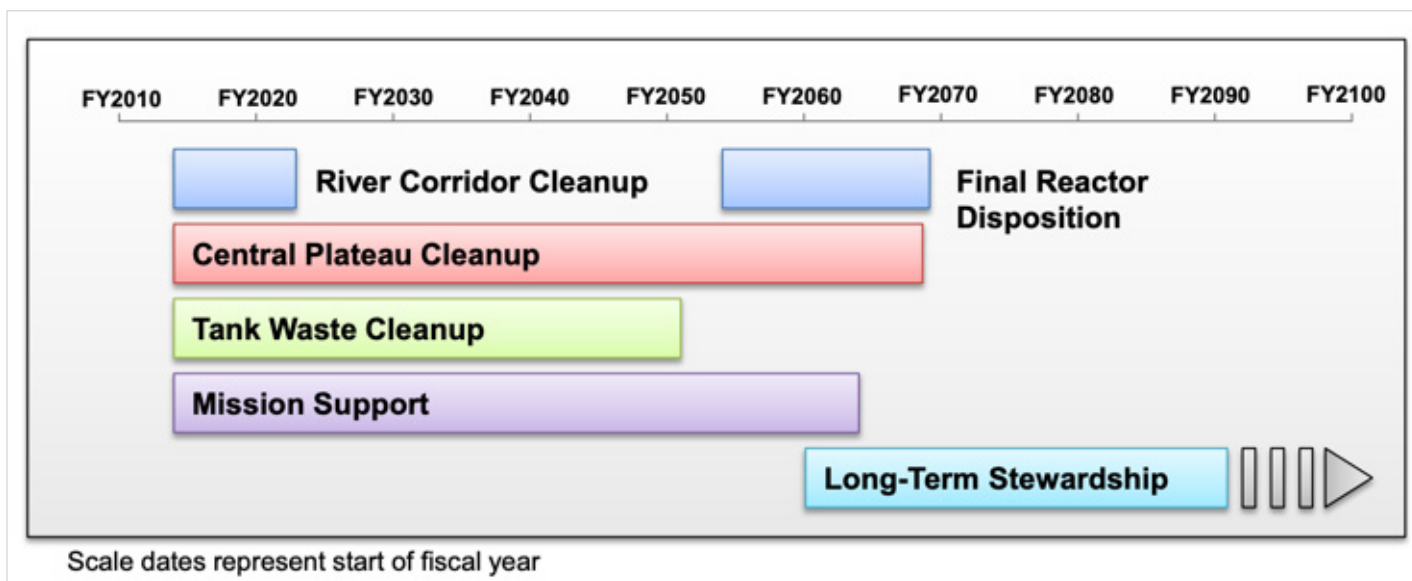 FY2010 FY2020 FY2030 FY2040 FY2050 FY2060 FY2070 FY2080 FY2090 FY2100
River Corridor Cleanup
Final Reactor
Disposition
Central Plateau Cleanup
Tank Waste Cleanup
Mission Support
Long-Term Stewardship
Scale dates represent start of fiscal year